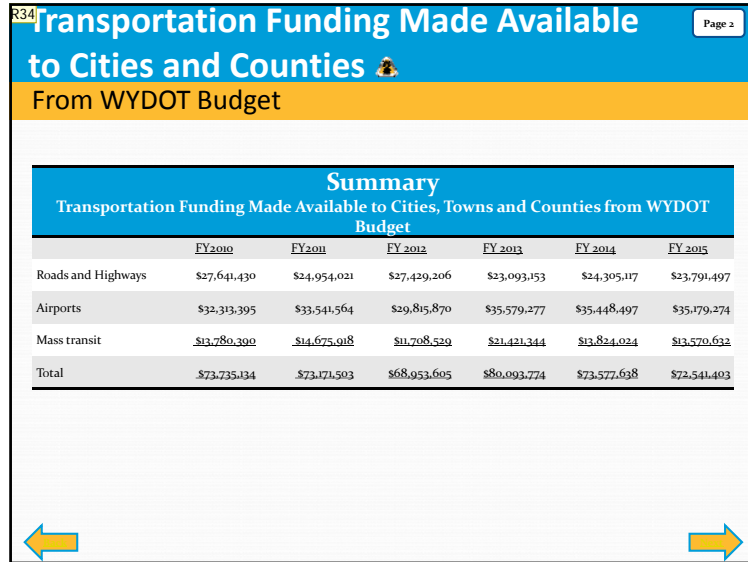 R34
Transportation Funding Made Available
to Cities and Counties
Page 2
From WYDOT Budget
Summary
Transportation Funding Made Available to Cities, Towns and Counties from WYDOT
Budget
FY2010 FY2011 FY 2012 FY 2013 FY 2014 FY 2015
Roads and Highways $27,641,430 $24,954,021 $27,429,206 $23,093,153 $24,305,117 $23,791,497
Airports $32,313,395 $33,541,564 $29,815,870 $35,579,277 $35,448,497 $35,179,274
Mass transit $13,780,390 $14,675,918 $11,708,529 $21,421,344 $13,824,024 $13,570,632
Total $73,735,134 $73,171,503 $68,953,605 $80,093,774 $73,577,638 $72,541,403